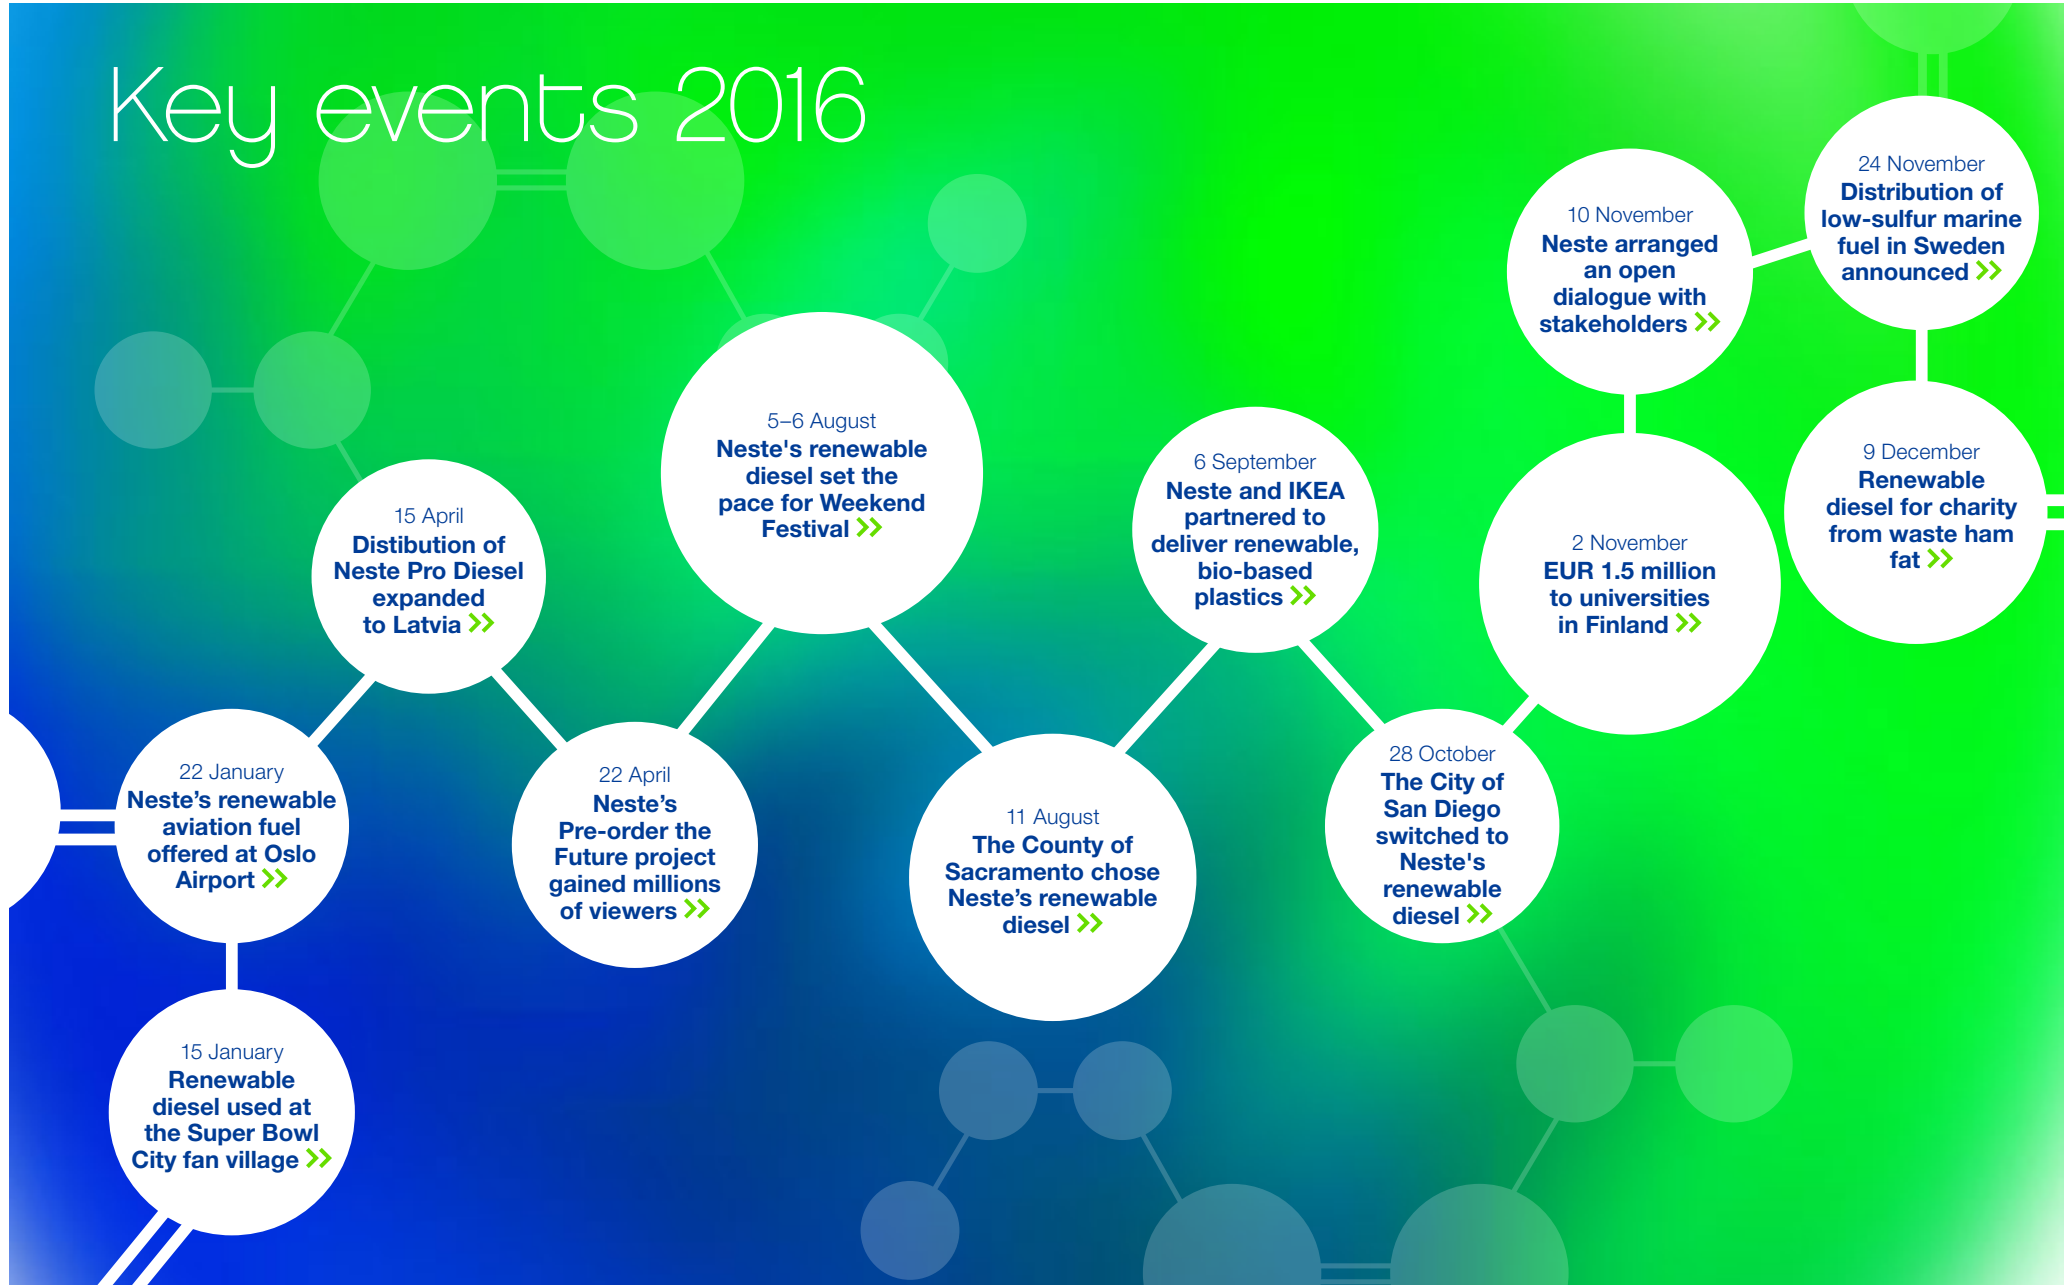 Key events 2016
15 January
Renewable
diesel used at
the Super Bowl
City fan village
22 January
Neste’s renewable
aviation fuel
offered at Oslo
Airport
15 April
Distibution of
Neste Pro Diesel
expanded
to Latvia
22 April
Neste’s
Pre-order the
Future project
gained millions
of viewers
5–6 August
Neste's renewable
diesel set the
pace for Weekend
Festival
11 August
The County of
Sacramento chose
Neste’s renewable
diesel
6 September
Neste and IKEA
partnered to
deliver renewable,
bio-based
plastics
28 October
The City of
San Diego
switched to
Neste's
renewable
diesel
2 November
EUR 1.5 million
to universities
in Finland
10 November
Neste arranged
an open
dialogue with
stakeholders
24 November
Distribution of
low-sulfur marine
fuel in Sweden
announced
9 December
Renewable
diesel for charity
from waste ham
fat